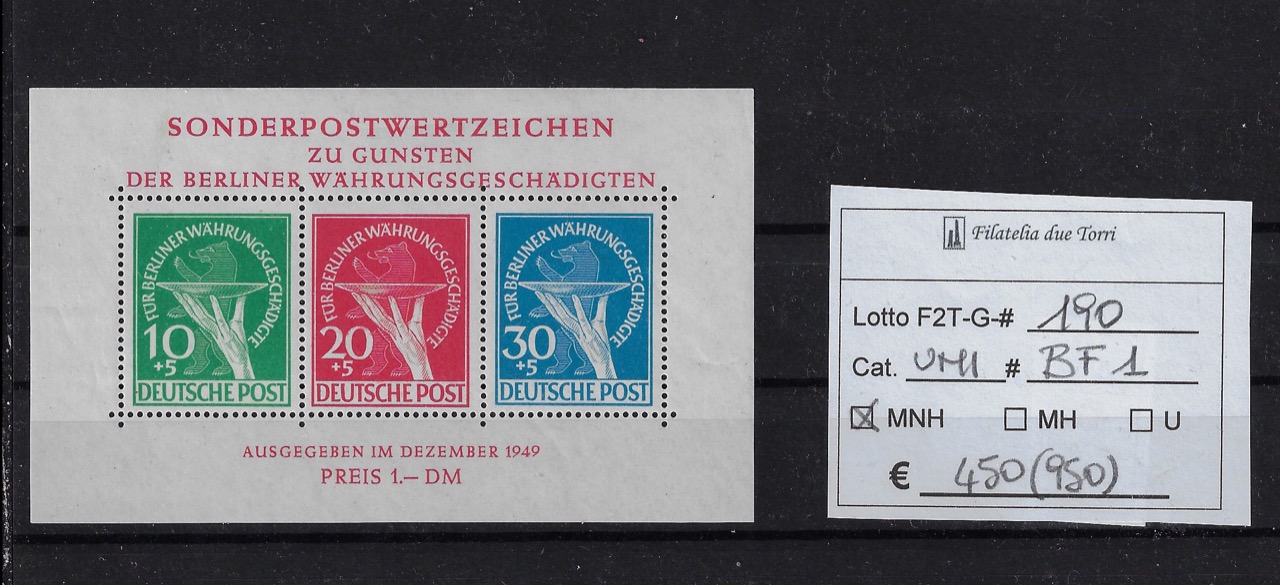 SONDERPOSTWERTZEICHEN
ZU GUNSTEN
DER BERLINER WÄHRUNGSGESCHÄDIGTEN
FÜR BERLINER WÄHRUNGSGESCHÄDIGTE
10
+5
DEUTSCHE POST
FÜR BERLINER WÄHRUNGSGESCHÄDIGTE
20
+5
DEUTSCHE POST
FÜR BERLINER WÄHRUNGSGESCHÄDIGTE
30
+5
DEUTSCHE POST
AUSGEGEBEN IM DEZEMBER 1949
PREIS 1.— DM
Filatelia due Torri
Lotto F2T-G-# 190
Cat. UMI # BF 1
MNH MH U
€ 450 (950)